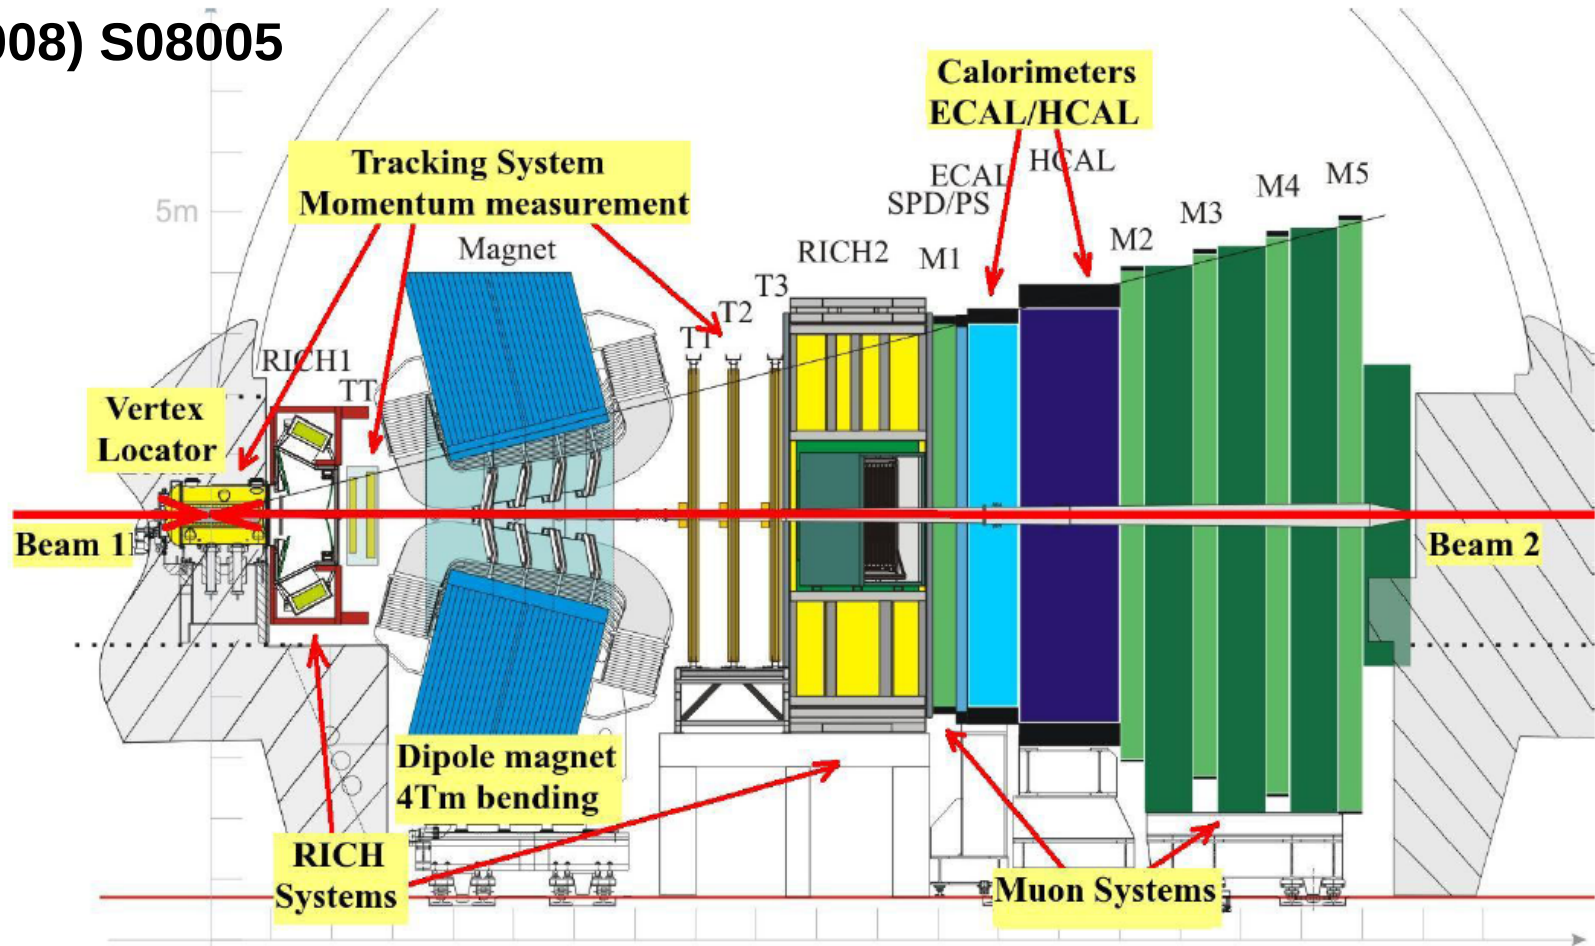 008) S08005
Calorimeters
ECAL/HCAL
Tracking System
Momentum measurement
ECAL
HCAL
SPD/PS
M4
M5
5m
M3
Magnet
RICH2
M1
M2
T3
T2
T1
RICH1
TT
Vertex
Locator
Beam 1
Beam 2
Dipole magnet
4Tm bending
RICH
Systems
Muon Systems